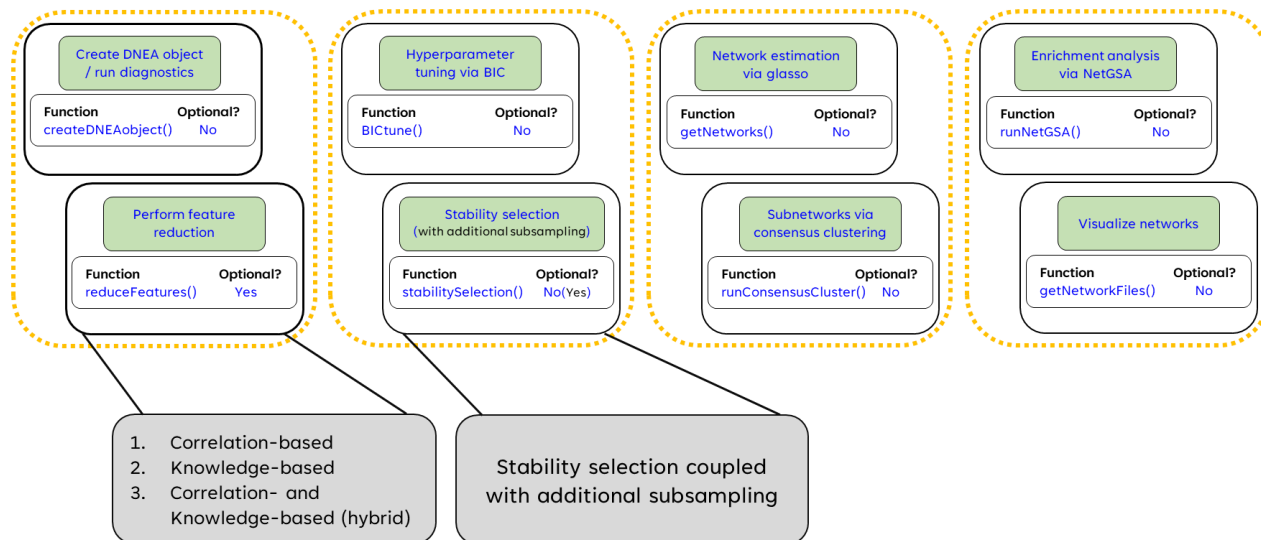 Create DNEA object
/ run diagnostics
Function Optional?
createDNEAobject() No
Perform feature
reduction
Function Optional?
reduceFeatures() Yes
Hyperparameter
tuning via BIC
Function Optional?
BICtune() No
Stability selection
(with additional subsampling)
Function Optional?
stabilitySelection() No(Yes)
Network estimation
via glasso
Function Optional?
getNetworks() No
Subnetworks via
consensus clustering
Function Optional?
runConsensusCluster() No
Enrichment analysis
via NetGSA
Function Optional?
runNetGSA() No
Visualize networks
Function Optional?
getNetworkFiles() No
1. Correlation-based
2. Knowledge-based
3. Correlation- and
Knowledge-based (hybrid)
Stability selection coupled
with additional subsampling